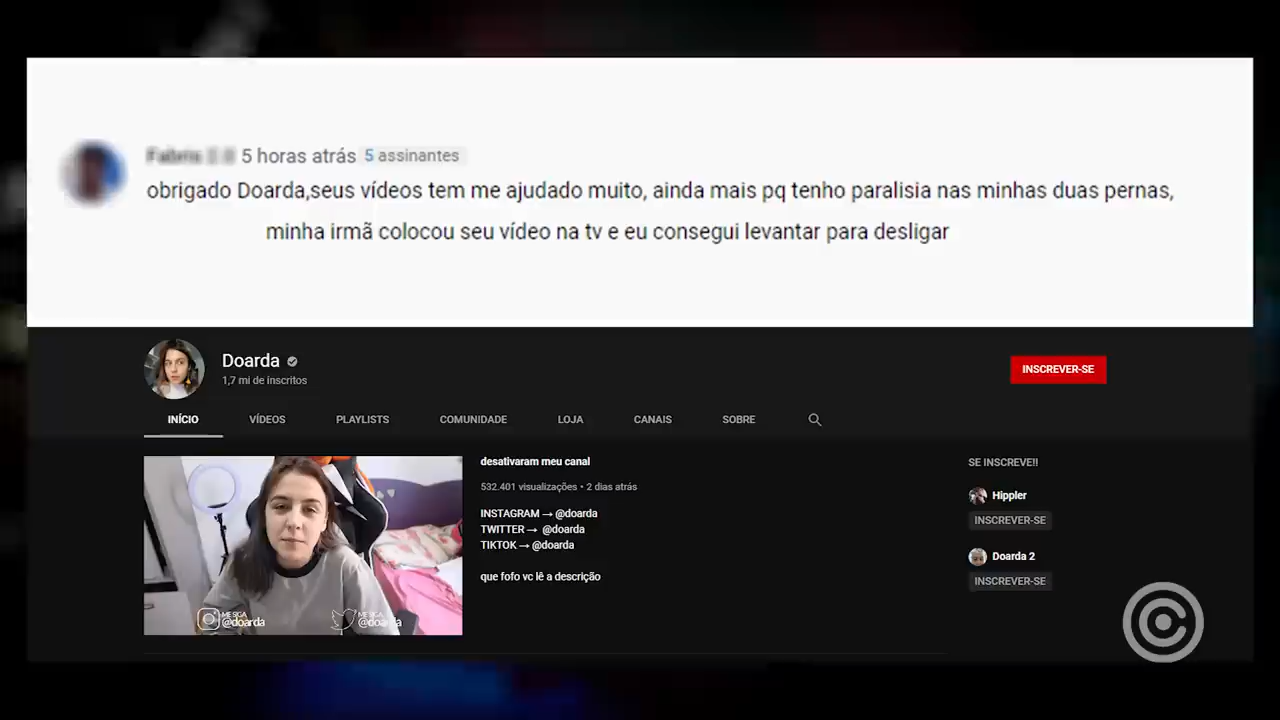 5 horas atrás 5 assinantes
obrigado Doarda,seus vídeos tem me ajudado muito, ainda mais pq tenho paralisia nas minhas duas pernas,
minha irmã colocou seu vídeo na tv e eu consegui levantar para desligar
Doarda
1,7 mi de inscritos
INSCREVER-SE
INÍCIO VÍDEOS PLAYLISTS COMUNIDADE LOJA CANAIS SOBRE
desativaram meu canal
532.401 visualizações • 2 dias atrás
INSTAGRAM → @doarda
TWITTER → @doarda
TIKTOK → @doarda
que fofo vc lê a descrição
ME SIGA
@doarda
ME SIGA
@doarda
SE INSCREVE!!
Hippler
INSCREVER-SE
Doarda 2
INSCREVER-SE